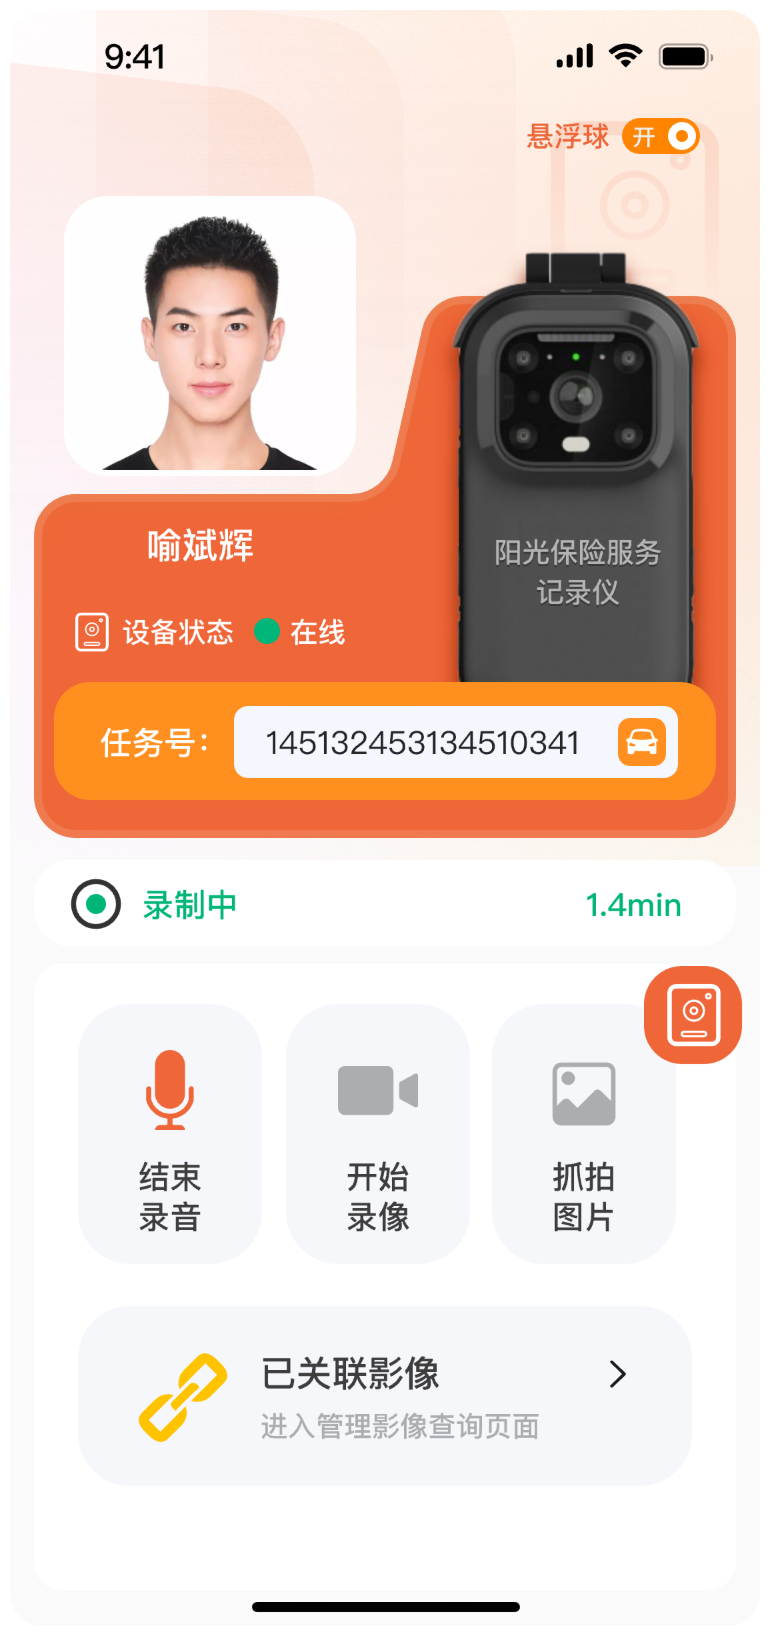 9:41
悬浮球 开
阳光保险服务
记录仪
喻斌辉
设备状态 在线
任务号： 145132453134510341
录制中 1.4min
结束
录音
开始
录像
抓拍
图片
已关联影像
进入管理影像查询页面